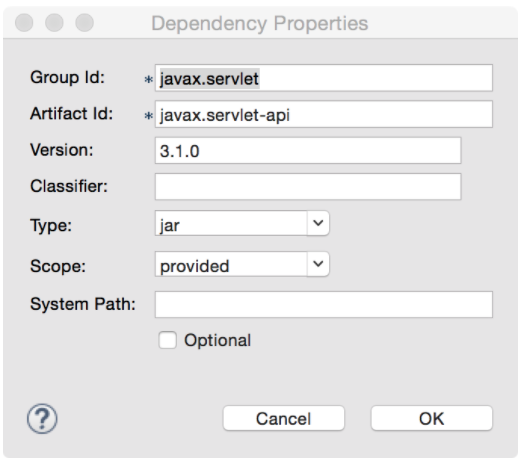 Dependency Properties
Group Id: * javax.servlet
Artifact Id: * javax.servlet-api
Version: 3.1.0
Classifier:
Type: jar
Scope: provided
System Path:
Optional
? Cancel OK